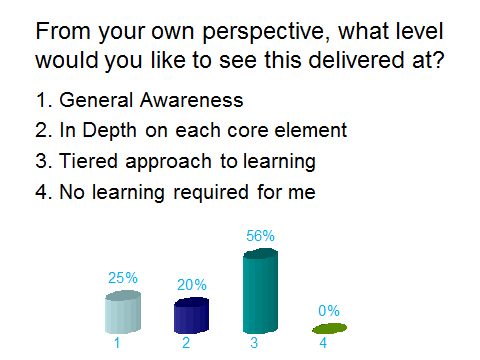 From your own perspective, what level
would you like to see this delivered at?
1. General Awareness
2. In Depth on each core element
3. Tiered approach to learning
4. No learning required for me
56%
25%
20%
0%
1
2
3
4